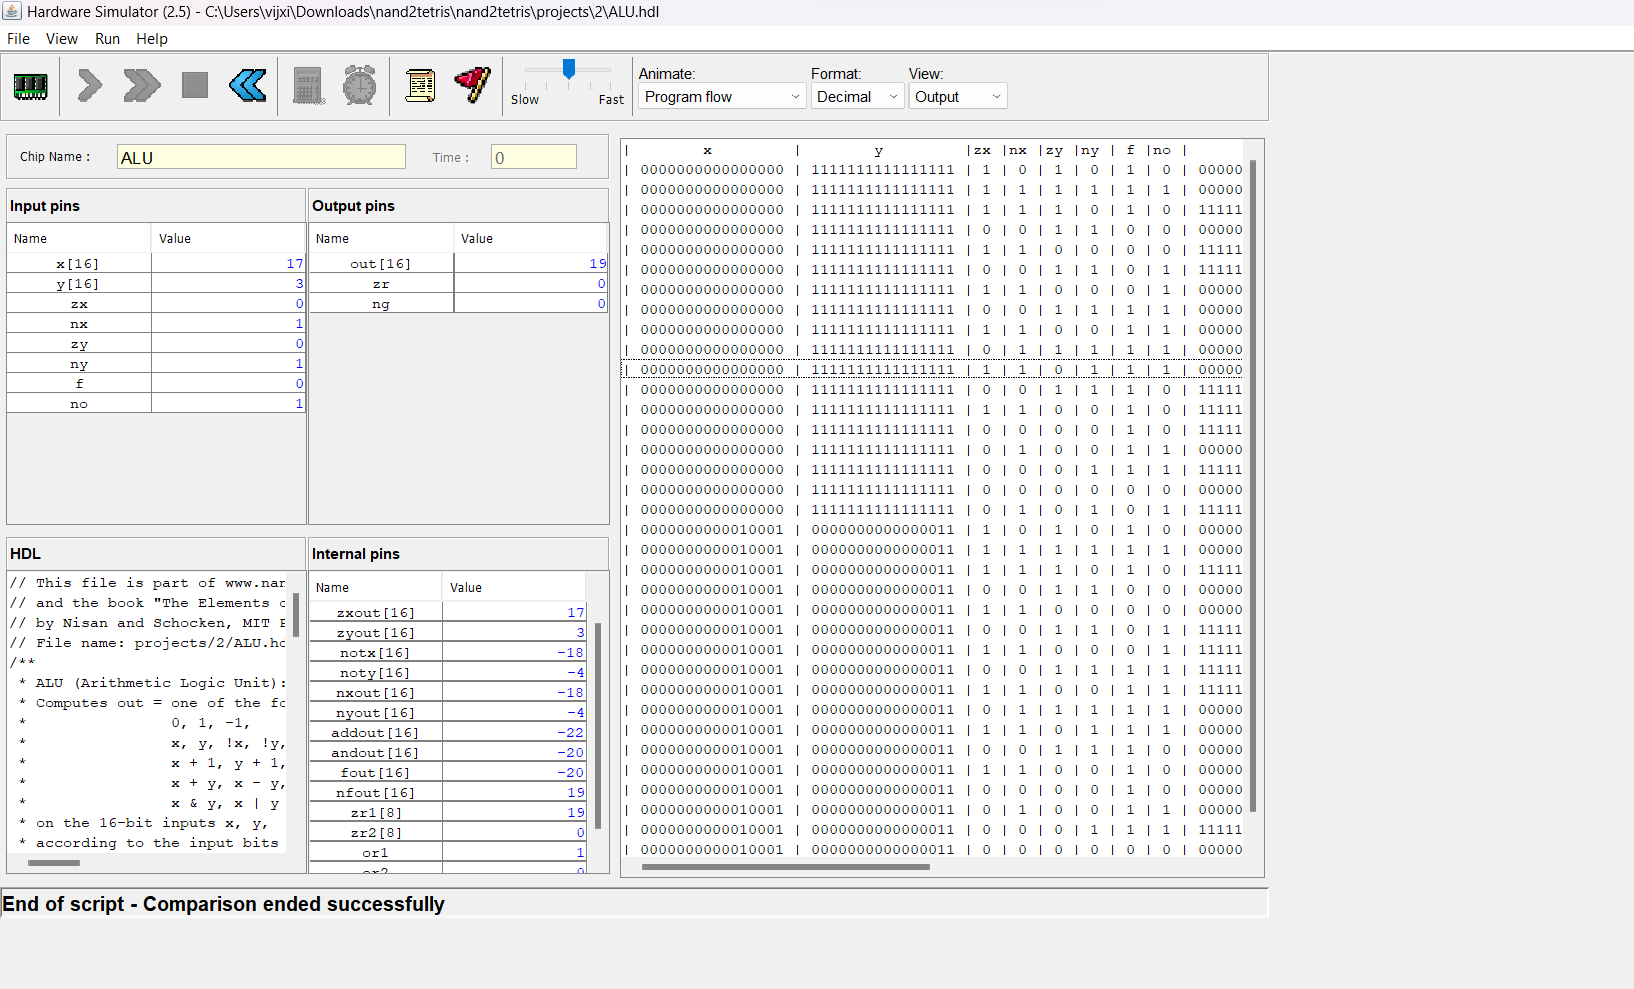 Hardware Simulator (2.5) - C:\Users\vijxi\Downloads\nand2tetris\nand2tetris\projects\2\ALU.hdl
File View Run Help
Slow Fast
Animate: Format: View:
Program flow Decimal Output
Chip Name : ALU Time : 0
Input pins
Name Value
x[16] 17
y[16] 3
zx 0
nx 1
zy 0
ny 1
f 0
no 1
Output pins
Name Value
out[16] 19
zr 0
ng 0
HDL
// This file is part of www.nan
// and the book "The Elements o
// by Nisan and Schocken, MIT P
// File name: projects/2/ALU.hd
/**
* ALU (Arithmetic Logic Unit):
* Computes out = one of the fo
* 0, 1, -1,
* x, y, !x, !y,
* x + 1, y + 1,
* x + y, x - y,
* x & y, x | y
* on the 16-bit inputs x, y,
* according to the input bits
Internal pins
Name Value
zxout[16] 17
zyout[16] 3
notx[16] -18
noty[16] -4
nxout[16] -18
nyout[16] -4
addout[16] -22
andout[16] -20
fout[16] -20
nfout[16] 19
zr1[8] 19
zr2[8] 0
or1 1
or2 0
| x | y |zx |nx |zy |ny | f |no |
| 0000000000000000 | 1111111111111111 | 1 | 0 | 1 | 0 | 1 | 0 | 00000
| 0000000000000000 | 1111111111111111 | 1 | 1 | 1 | 1 | 1 | 1 | 00000
| 0000000000000000 | 1111111111111111 | 1 | 1 | 1 | 0 | 1 | 0 | 11111
| 0000000000000000 | 1111111111111111 | 0 | 0 | 1 | 1 | 0 | 0 | 00000
| 0000000000000000 | 1111111111111111 | 1 | 1 | 0 | 0 | 0 | 0 | 11111
| 0000000000000000 | 1111111111111111 | 0 | 0 | 1 | 1 | 0 | 1 | 11111
| 0000000000000000 | 1111111111111111 | 1 | 1 | 0 | 0 | 0 | 1 | 00000
| 0000000000000000 | 1111111111111111 | 0 | 0 | 1 | 1 | 1 | 1 | 00000
| 0000000000000000 | 1111111111111111 | 1 | 1 | 0 | 0 | 1 | 1 | 00000
| 0000000000000000 | 1111111111111111 | 0 | 1 | 1 | 1 | 1 | 1 | 00000
| 0000000000000000 | 1111111111111111 | 1 | 1 | 0 | 1 | 1 | 1 | 00000
| 0000000000000000 | 1111111111111111 | 0 | 0 | 1 | 1 | 1 | 0 | 11111
| 0000000000000000 | 1111111111111111 | 1 | 1 | 0 | 0 | 1 | 0 | 11111
| 0000000000000000 | 1111111111111111 | 0 | 0 | 0 | 0 | 1 | 0 | 11111
| 0000000000000000 | 1111111111111111 | 0 | 1 | 0 | 0 | 1 | 1 | 00000
| 0000000000000000 | 1111111111111111 | 0 | 0 | 0 | 1 | 1 | 1 | 11111
| 0000000000000000 | 1111111111111111 | 0 | 0 | 0 | 0 | 0 | 0 | 00000
| 0000000000000000 | 1111111111111111 | 0 | 1 | 0 | 1 | 0 | 1 | 11111
| 0000000000010001 | 0000000000000011 | 1 | 0 | 1 | 0 | 1 | 0 | 00000
| 0000000000010001 | 0000000000000011 | 1 | 1 | 1 | 1 | 1 | 1 | 00000
| 0000000000010001 | 0000000000000011 | 1 | 1 | 1 | 0 | 1 | 0 | 11111
| 0000000000010001 | 0000000000000011 | 0 | 0 | 1 | 1 | 0 | 0 | 00000
| 0000000000010001 | 0000000000000011 | 1 | 1 | 0 | 0 | 0 | 0 | 00000
| 0000000000010001 | 0000000000000011 | 0 | 0 | 1 | 1 | 0 | 1 | 11111
| 0000000000010001 | 0000000000000011 | 1 | 1 | 0 | 0 | 0 | 1 | 11111
| 0000000000010001 | 0000000000000011 | 0 | 0 | 1 | 1 | 1 | 1 | 11111
| 0000000000010001 | 0000000000000011 | 1 | 1 | 0 | 0 | 1 | 1 | 11111
| 0000000000010001 | 0000000000000011 | 0 | 1 | 1 | 1 | 1 | 1 | 00000
| 0000000000010001 | 0000000000000011 | 1 | 1 | 0 | 1 | 1 | 1 | 00000
| 0000000000010001 | 0000000000000011 | 0 | 0 | 1 | 1 | 1 | 0 | 00000
| 0000000000010001 | 0000000000000011 | 1 | 1 | 0 | 0 | 1 | 0 | 00000
| 0000000000010001 | 0000000000000011 | 0 | 0 | 0 | 0 | 1 | 0 | 00000
| 0000000000010001 | 0000000000000011 | 0 | 1 | 0 | 0 | 1 | 1 | 00000
| 0000000000010001 | 0000000000000011 | 0 | 0 | 0 | 1 | 1 | 1 | 11111
| 0000000000010001 | 0000000000000011 | 0 | 0 | 0 | 0 | 0 | 0 | 00000
End of script - Comparison ended successfully